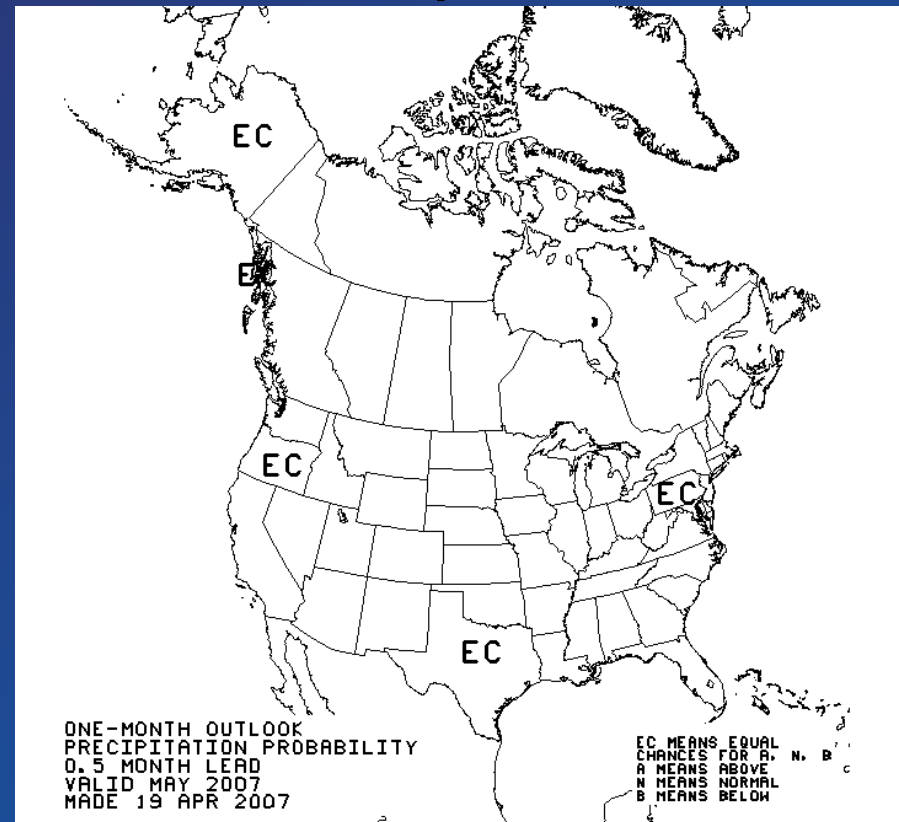 EC
EC
EC
EC
EC
ONE-MONTH OUTLOOK
PRECIPITATION PROBABILITY
0.5 MONTH LEAD
VALID MAY 2007
MADE 19 APR 2007
EC MEANS EQUAL
CHANCES FOR A, N, B
A MEANS ABOVE
N MEANS NORMAL
B MEANS BELOW